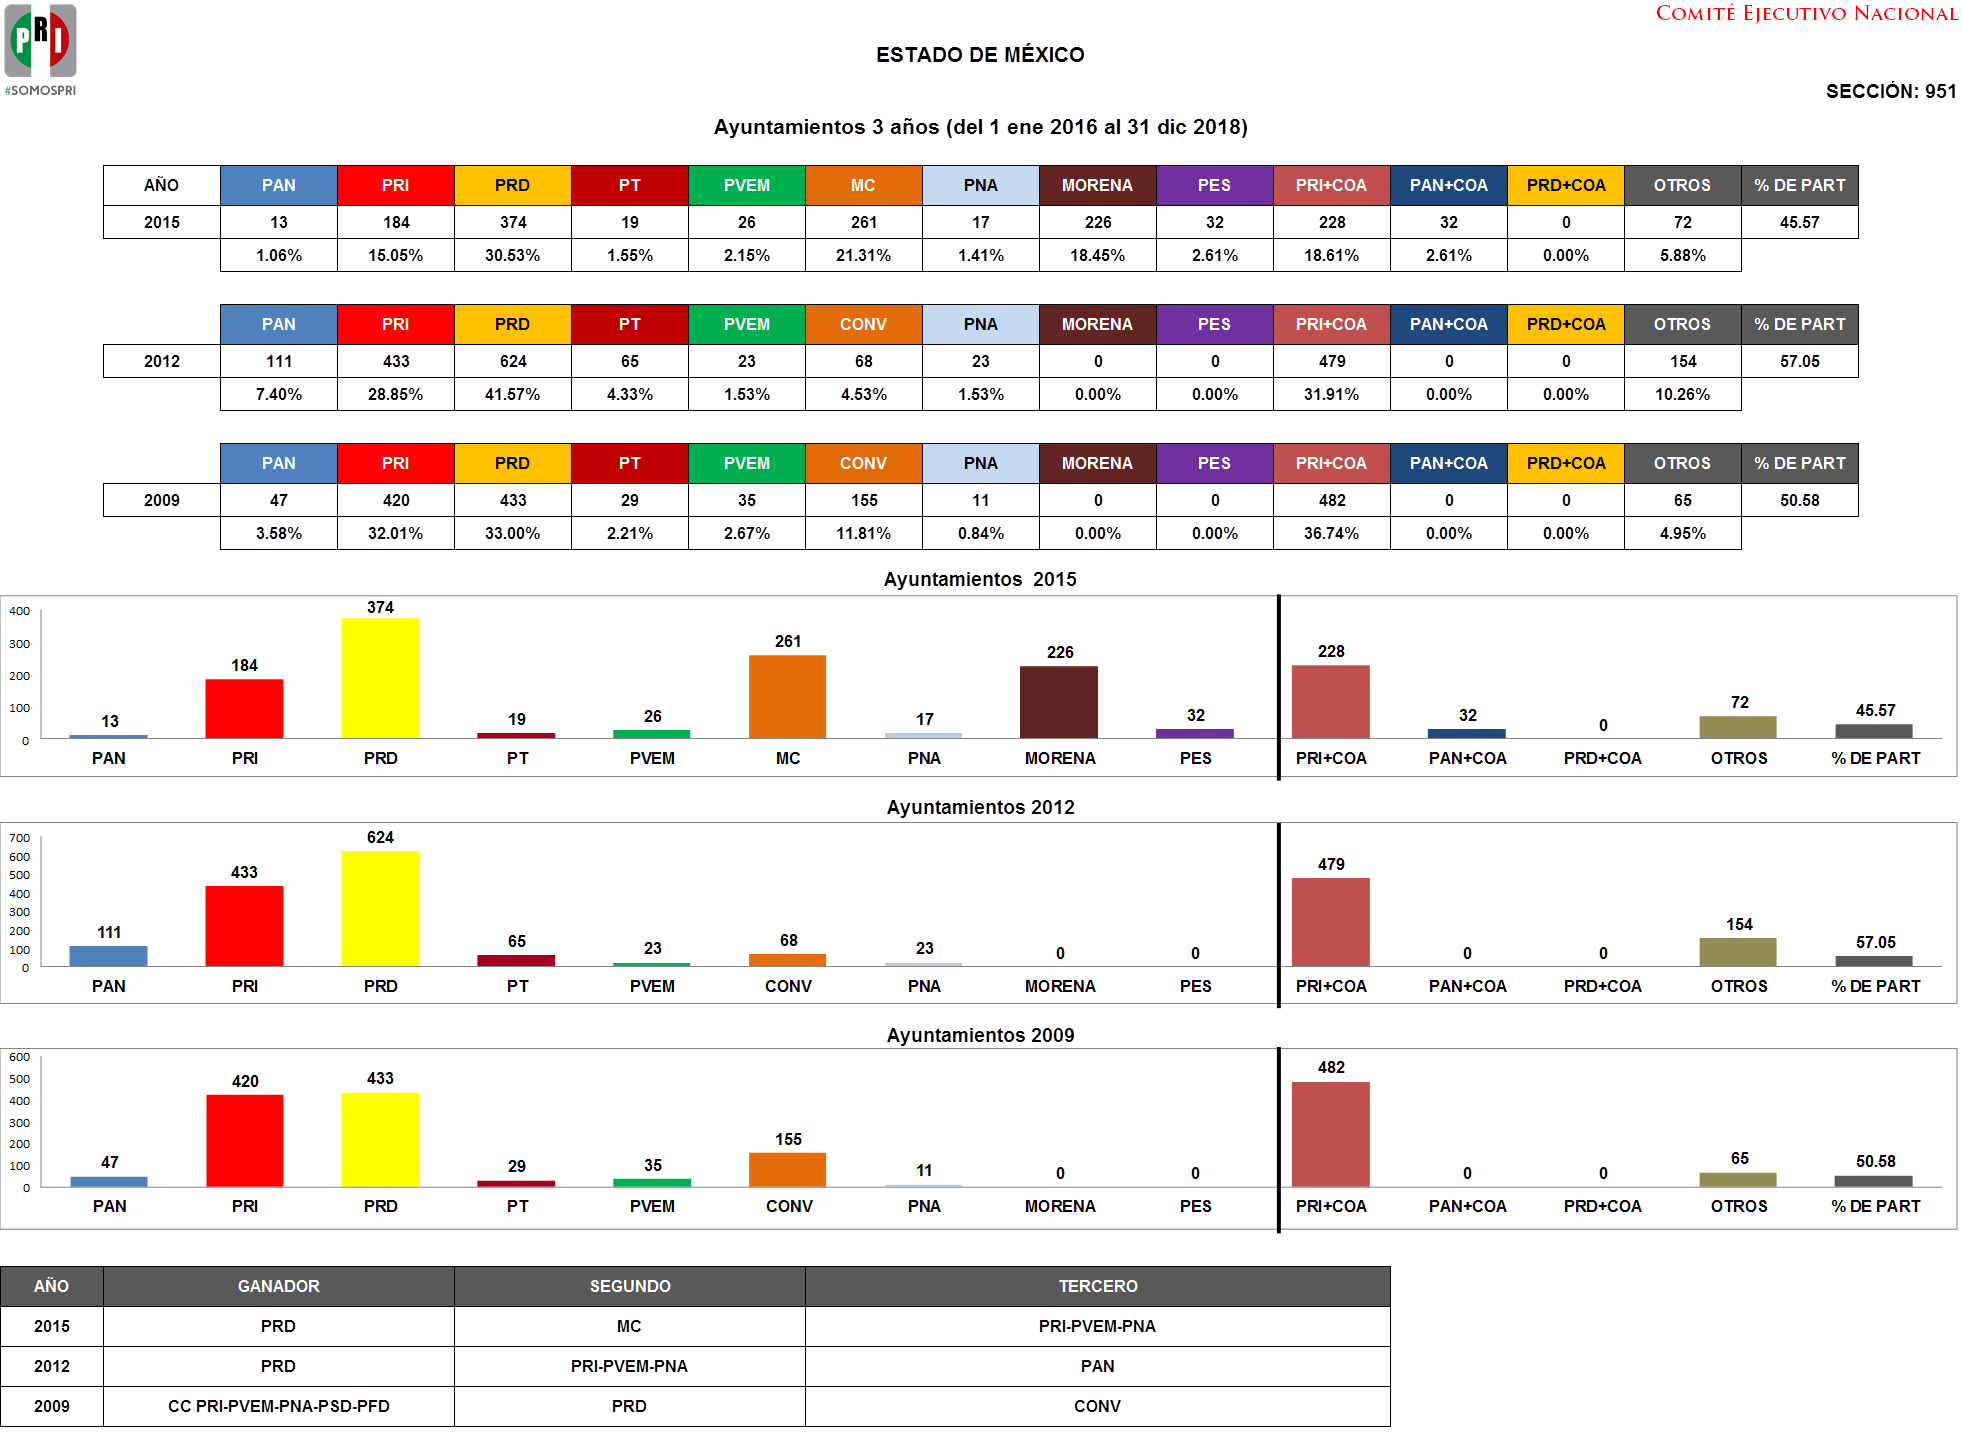 PRI
#SOMOSPRI
COMITÉ EJECUTIVO NACIONAL
ESTADO DE MÉXICO
SECCIÓN: 951
Ayuntamientos 3 años (del 1 ene 2016 al 31 dic 2018)
AÑO PAN PRI PRD PT PVEM MC PNA MORENA PES PRI+COA PAN+COA PRD+COA OTROS % DE PART
2015 13 184 374 19 26 261 17 226 32 228 32 0 72 45.57
1.06% 15.05% 30.53% 1.55% 2.15% 21.31% 1.41% 18.45% 2.61% 18.61% 2.61% 0.00% 5.88%
PAN PRI PRD PT PVEM CONV PNA MORENA PES PRI+COA PAN+COA PRD+COA OTROS % DE PART
2012 111 433 624 65 23 68 23 0 0 479 0 0 154 57.05
7.40% 28.85% 41.57% 4.33% 1.53% 4.53% 1.53% 0.00% 0.00% 31.91% 0.00% 0.00% 10.26%
PAN PRI PRD PT PVEM CONV PNA MORENA PES PRI+COA PAN+COA PRD+COA OTROS % DE PART
2009 47 420 433 29 35 155 11 0 0 482 0 0 65 50.58
3.58% 32.01% 33.00% 2.21% 2.67% 11.81% 0.84% 0.00% 0.00% 36.74% 0.00% 0.00% 4.95%
Ayuntamientos 2015
400
300
200
100
0
13 184 374 19 26 261 17 226 32 228 32 0 72 45.57
PAN PRI PRD PT PVEM MC PNA MORENA PES PRI+COA PAN+COA PRD+COA OTROS % DE PART
Ayuntamientos 2012
700
600
500
400
300
200
100
0
111 433 624 65 23 68 23 0 0 479 0 0 154 57.05
PAN PRI PRD PT PVEM CONV PNA MORENA PES PRI+COA PAN+COA PRD+COA OTROS % DE PART
Ayuntamientos 2009
600
500
400
300
200
100
0
47 420 433 29 35 155 11 0 0 482 0 0 65 50.58
PAN PRI PRD PT PVEM CONV PNA MORENA PES PRI+COA PAN+COA PRD+COA OTROS % DE PART
AÑO GANADOR SEGUNDO TERCERO
2015 PRD MC PRI-PVEM-PNA
2012 PRD PRI-PVEM-PNA PAN
2009 CC PRI-PVEM-PNA-PSD-PFD PRD CONV